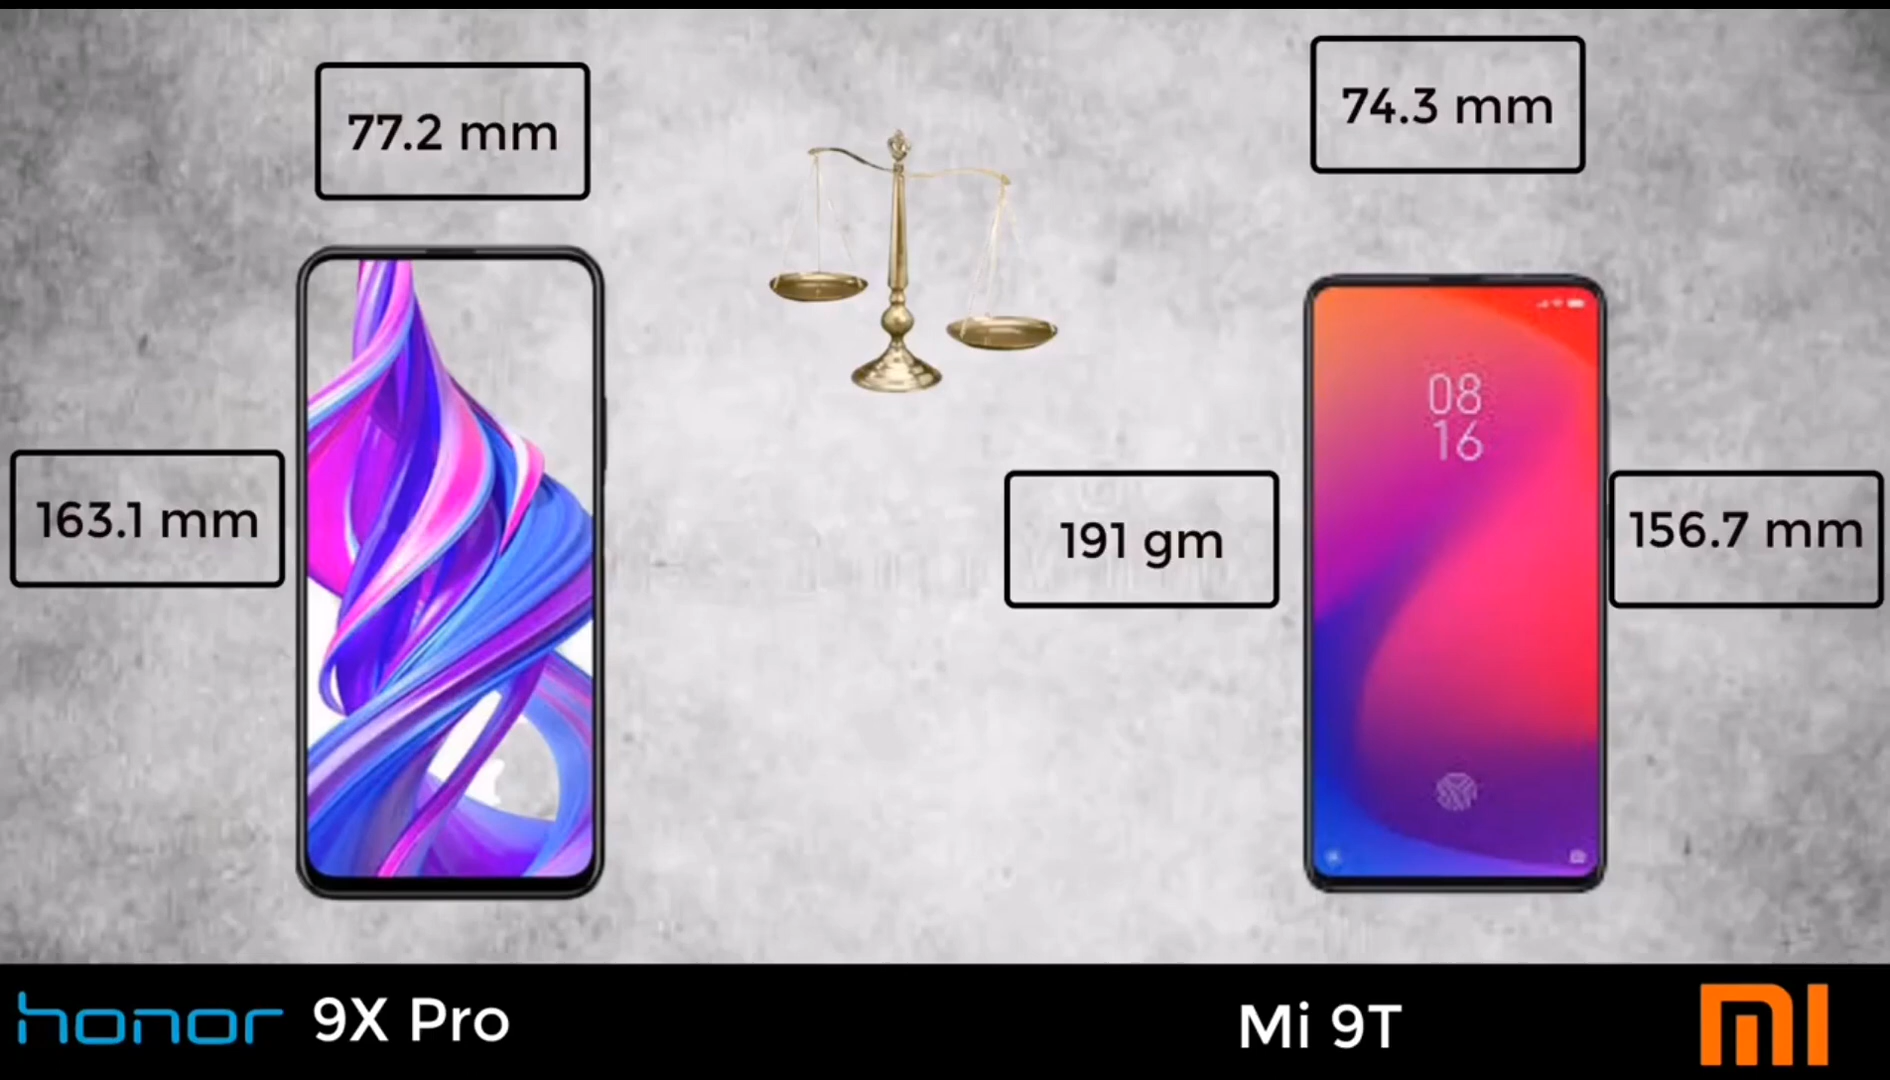 77.2 mm
74.3 mm
163.1 mm
191 gm
156.7 mm
08
16
honor 9X Pro
Mi 9T
MI